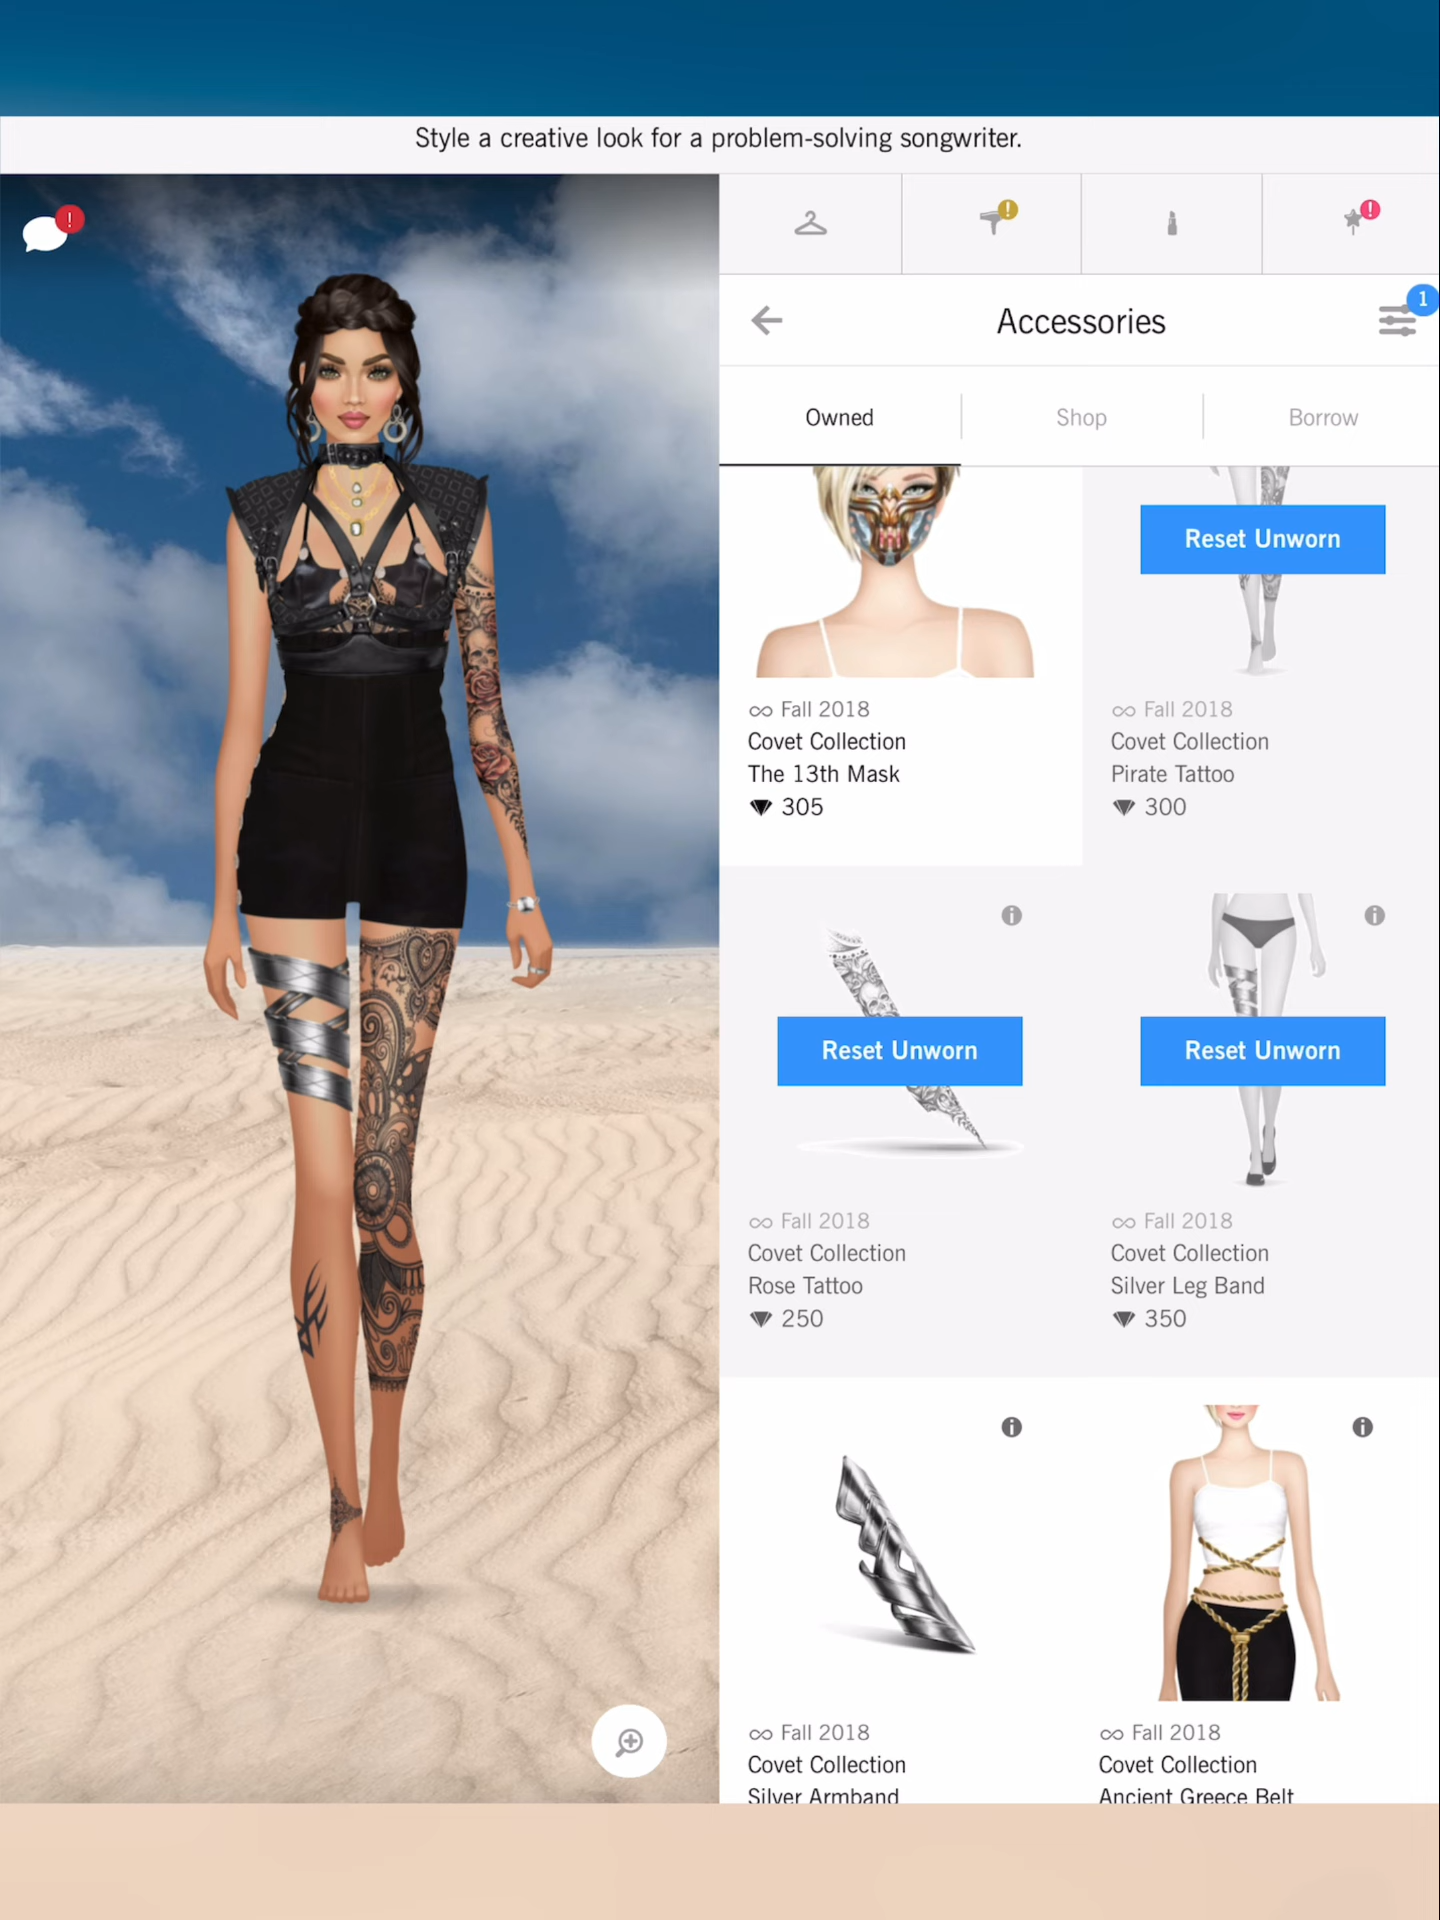 Style a creative look for a problem-solving songwriter.
!
!
!
Accessories
1
Owned
Shop
Borrow
Reset Unworn
∞ Fall 2018
Covet Collection
The 13th Mask
305
∞ Fall 2018
Covet Collection
Pirate Tattoo
300
i
Reset Unworn
∞ Fall 2018
Covet Collection
Rose Tattoo
250
i
Reset Unworn
∞ Fall 2018
Covet Collection
Silver Leg Band
350
i
∞ Fall 2018
Covet Collection
Silver Armband
i
∞ Fall 2018
Covet Collection
Ancient Greece Belt